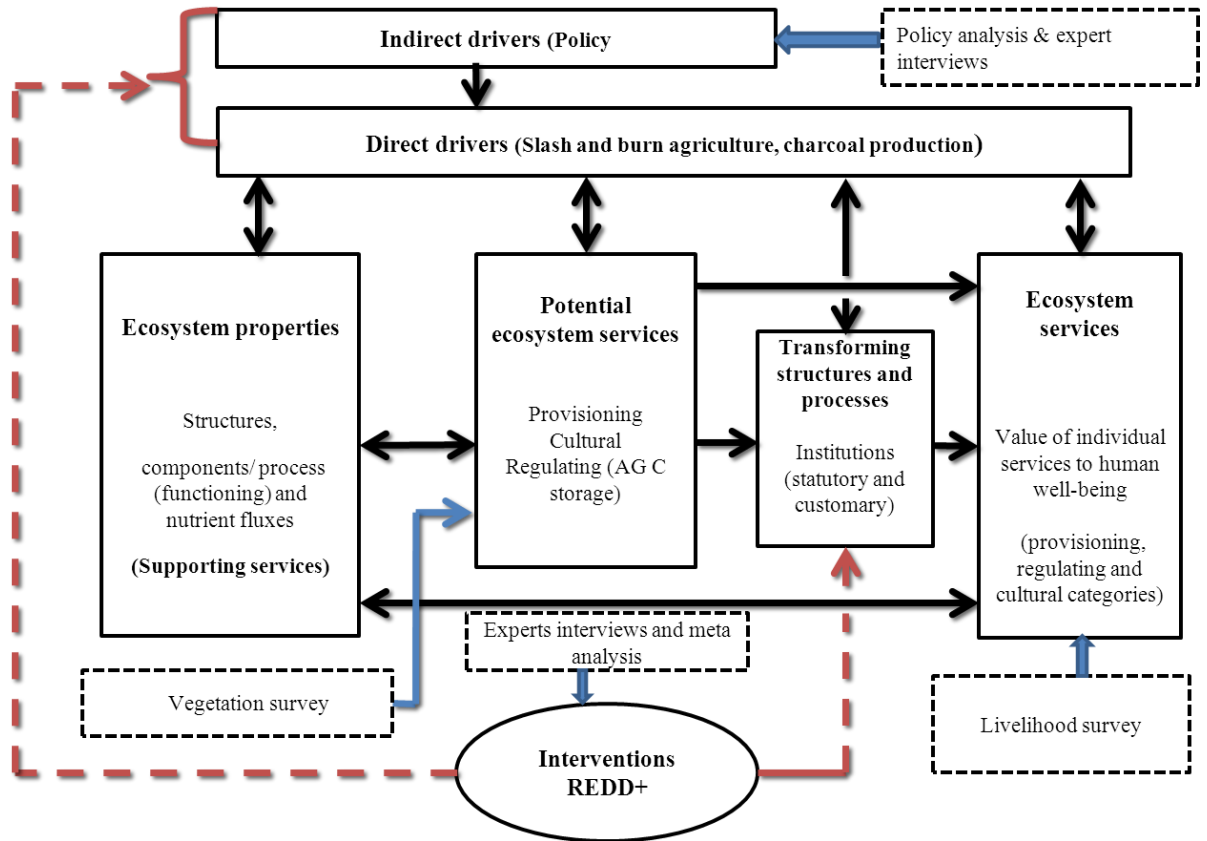 Indirect drivers (Policy
Policy analysis & expert
interviews
Direct drivers (Slash and burn agriculture, charcoal production)
Ecosystem properties
Structures,
components/ process
(functioning) and
nutrient fluxes
(Supporting services)
Potential
ecosystem services
Provisioning
Cultural
Regulating (AG C
storage)
Transforming
structures and
processes
Institutions
(statutory and
customary)
Ecosystem
services
Value of individual
services to human
well-being
(provisioning,
regulating and
cultural categories)
Experts interviews and meta
analysis
Vegetation survey
Livelihood survey
Interventions
REDD+